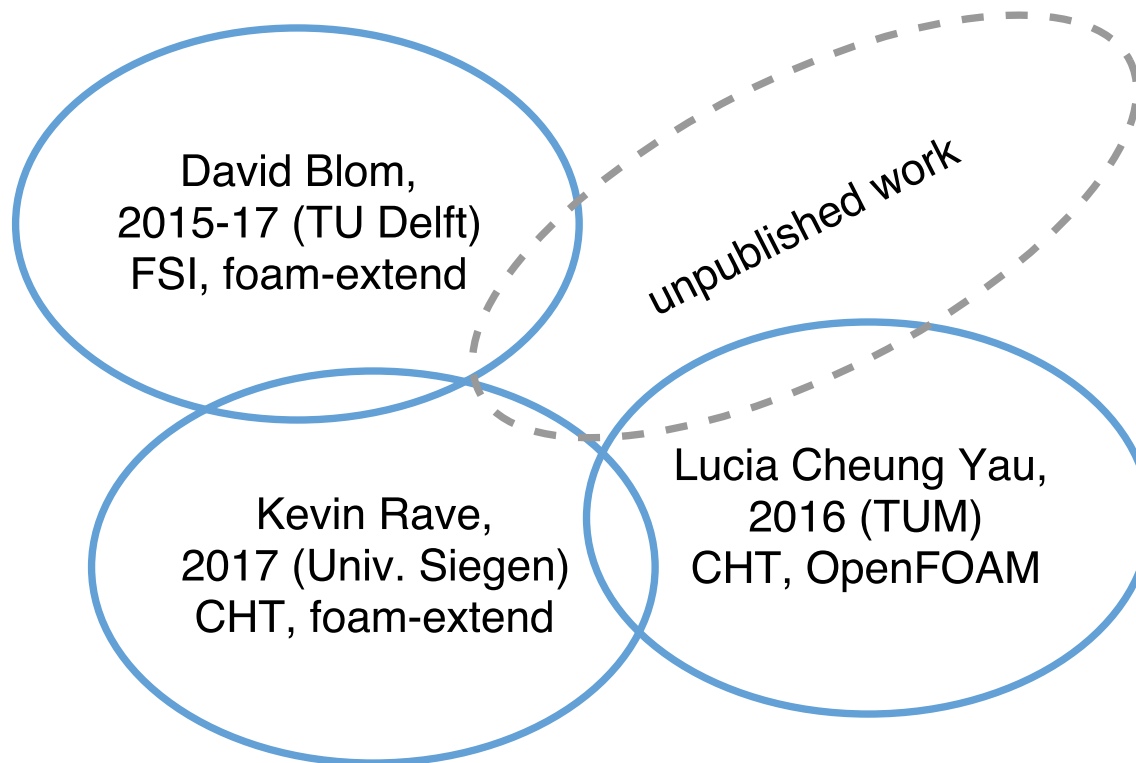 David Blom,
2015-17 (TU Delft)
FSI, foam-extend
unpublished work
Lucia Cheung Yau,
2016 (TUM)
CHT, OpenFOAM
Kevin Rave,
2017 (Univ. Siegen)
CHT, foam-extend